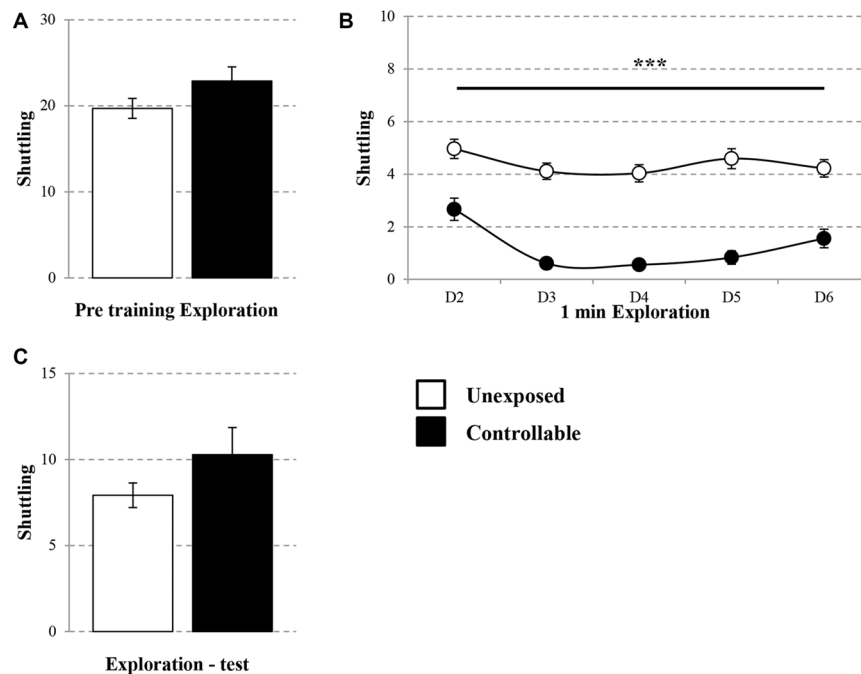 A
Shuttling
30
20
10
0
Pre training Exploration
B
Shuttling
10
8
6
4
2
0
***
D2 D3 D4 D5 D6
1 min Exploration
C
Shuttling
15
10
5
0
Exploration - test
Unexposed
Controllable